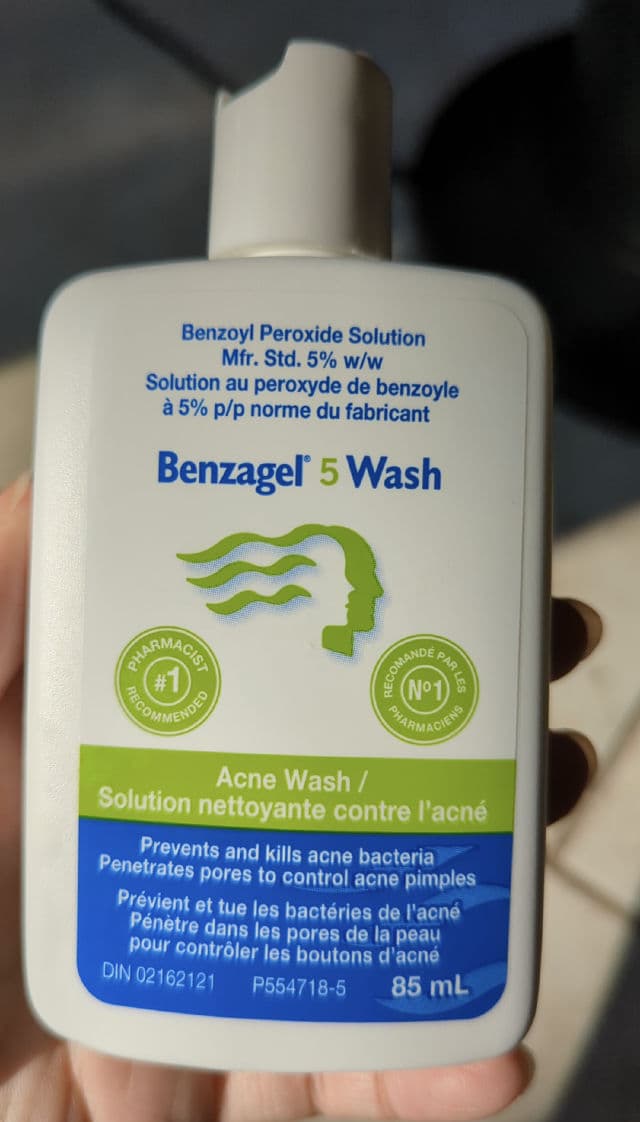 Benzoyl Peroxide Solution
Mfr. Std. 5% w/w
Solution au peroxyde de benzoyle
à 5% p/p norme du fabricant
Benzagel® 5 Wash
PHARMACIST
#1
RECOMMENDED
RECOMANDÉ PAR LES
Nº1
PHARMACIENS
Acne Wash /
Solution nettoyante contre l'acné
Prevents and kills acne bacteria
Penetrates pores to control acne pimples
Prévient et tue les bactéries de l'acné
Pénètre dans les pores de la peau
pour contrôler les boutons d'acné
DIN 02162121 P554718-5 85 mL